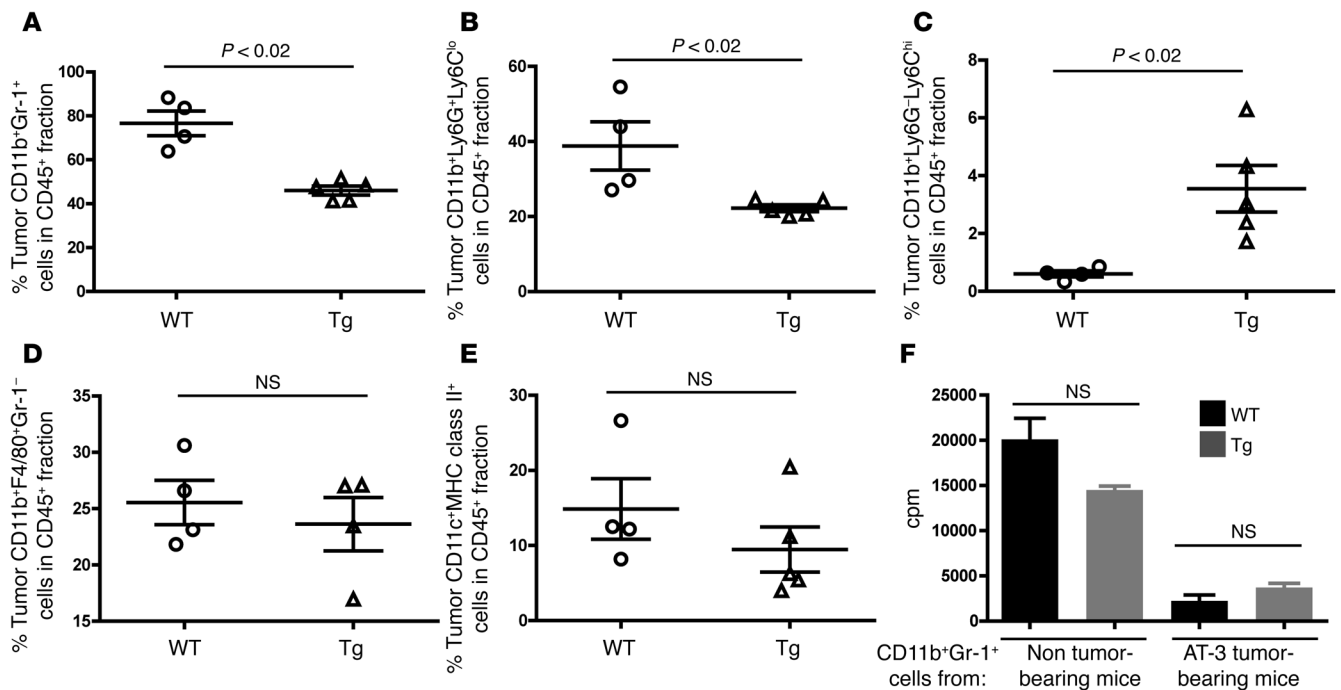 A
P < 0.02
% Tumor CD11b⁺Gr-1⁺
cells in CD45⁺ fraction
100
80
60
40
20
0
WT
Tg
B
P < 0.02
% Tumor CD11b⁺Ly6G⁺Ly6Cˡᵒ
cells in CD45⁺ fraction
60
40
20
0
WT
Tg
C
P < 0.02
% Tumor CD11b⁺Ly6G⁻Ly6Cʰⁱ
cells in CD45⁺ fraction
8
6
4
2
0
WT
Tg
D
NS
% Tumor CD11b⁺F4/80⁺Gr-1⁻
cells in CD45⁺ fraction
35
30
25
20
15
WT
Tg
E
NS
% Tumor CD11c⁺MHC class II⁺
cells in CD45⁺ fraction
30
20
10
0
WT
Tg
F
NS
NS
WT
Tg
cpm
25000
20000
15000
10000
5000
0
CD11b⁺Gr-1⁺
cells from:
Non tumor-
bearing mice
AT-3 tumor-
bearing mice